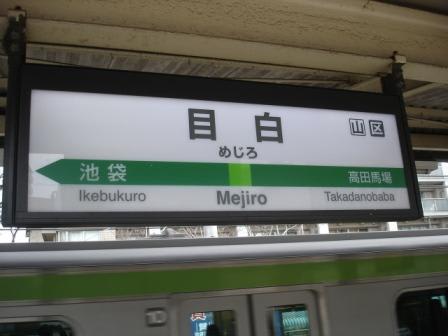 目白
山 区
めじろ
池袋
高田馬場
Ikebukuro
Mejiro
Takadanobaba